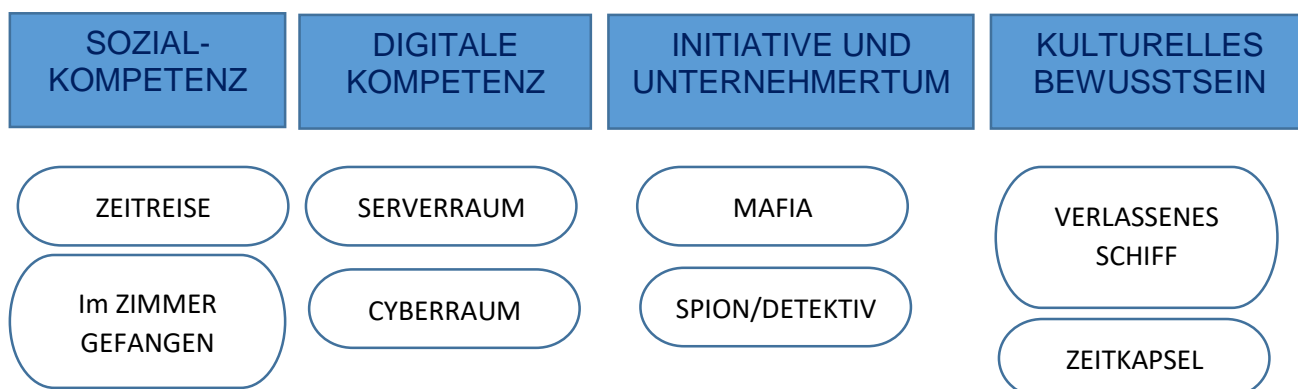 SOZIAL-
KOMPETENZ
DIGITALE
KOMPETENZ
INITIATIVE UND
UNTERNEHMERTUM
KULTURELLES
BEWUSSTSEIN
ZEITREISE
SERVERRAUM
MAFIA
VERLASSENES
SCHIFF
Im ZIMMER
GEFANGEN
CYBERRAUM
SPION/DETEKTIV
ZEITKAPSEL